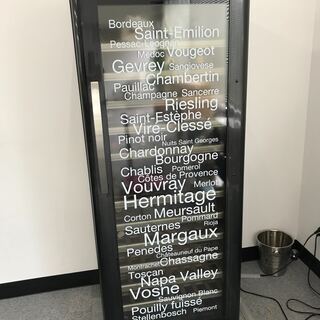 Bordeaux
Saint-Emilion
Pessac-Leognan
Medoc Vougeot
Gevrey Sangiovese
Chambertin
Pauillac
Champagne Sancerre
Riesling
Saint-Estèphe
Viré-Clessé
Pinot noir Nuits Saint Georges
Chardonnay
Bourgogne
Chablis Pomerol
Côtes de Provence
Vouvray Merlot
Hermitage
Corton Meursault
Sauternes Pommard
Rioja
Margaux
Penedes
Châteauneuf du Pape
Montrachet Chassagne
Toscan
Napa Valley
Vosne
Sauvignon Blanc
Pouilly fuissé
Stellenbosch Piemont